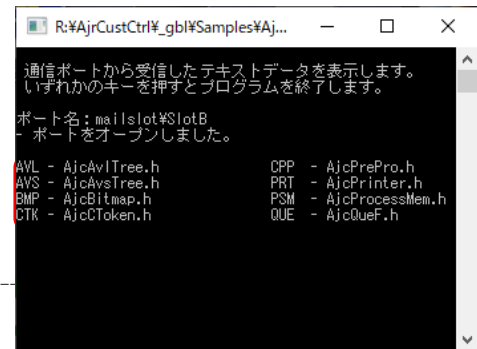 R:¥AjrCustCtrl¥_gbl¥Samples¥Aj...
通信ポートから受信したテキストデータを表示します。
いずれかのキーを押すとプログラムを終了します。
ポート名:mailslot¥SlotB
- ポートをオープンしました。
AVL - AjcAvlTree.h CPP - AjcPrePro.h
AVS - AjcAvsTree.h PRT - AjcPrinter.h
BMP - AjcBitmap.h PSM - AjcProcessMem.h
CTK - AjcCToken.h QUE - AjcQueF.h